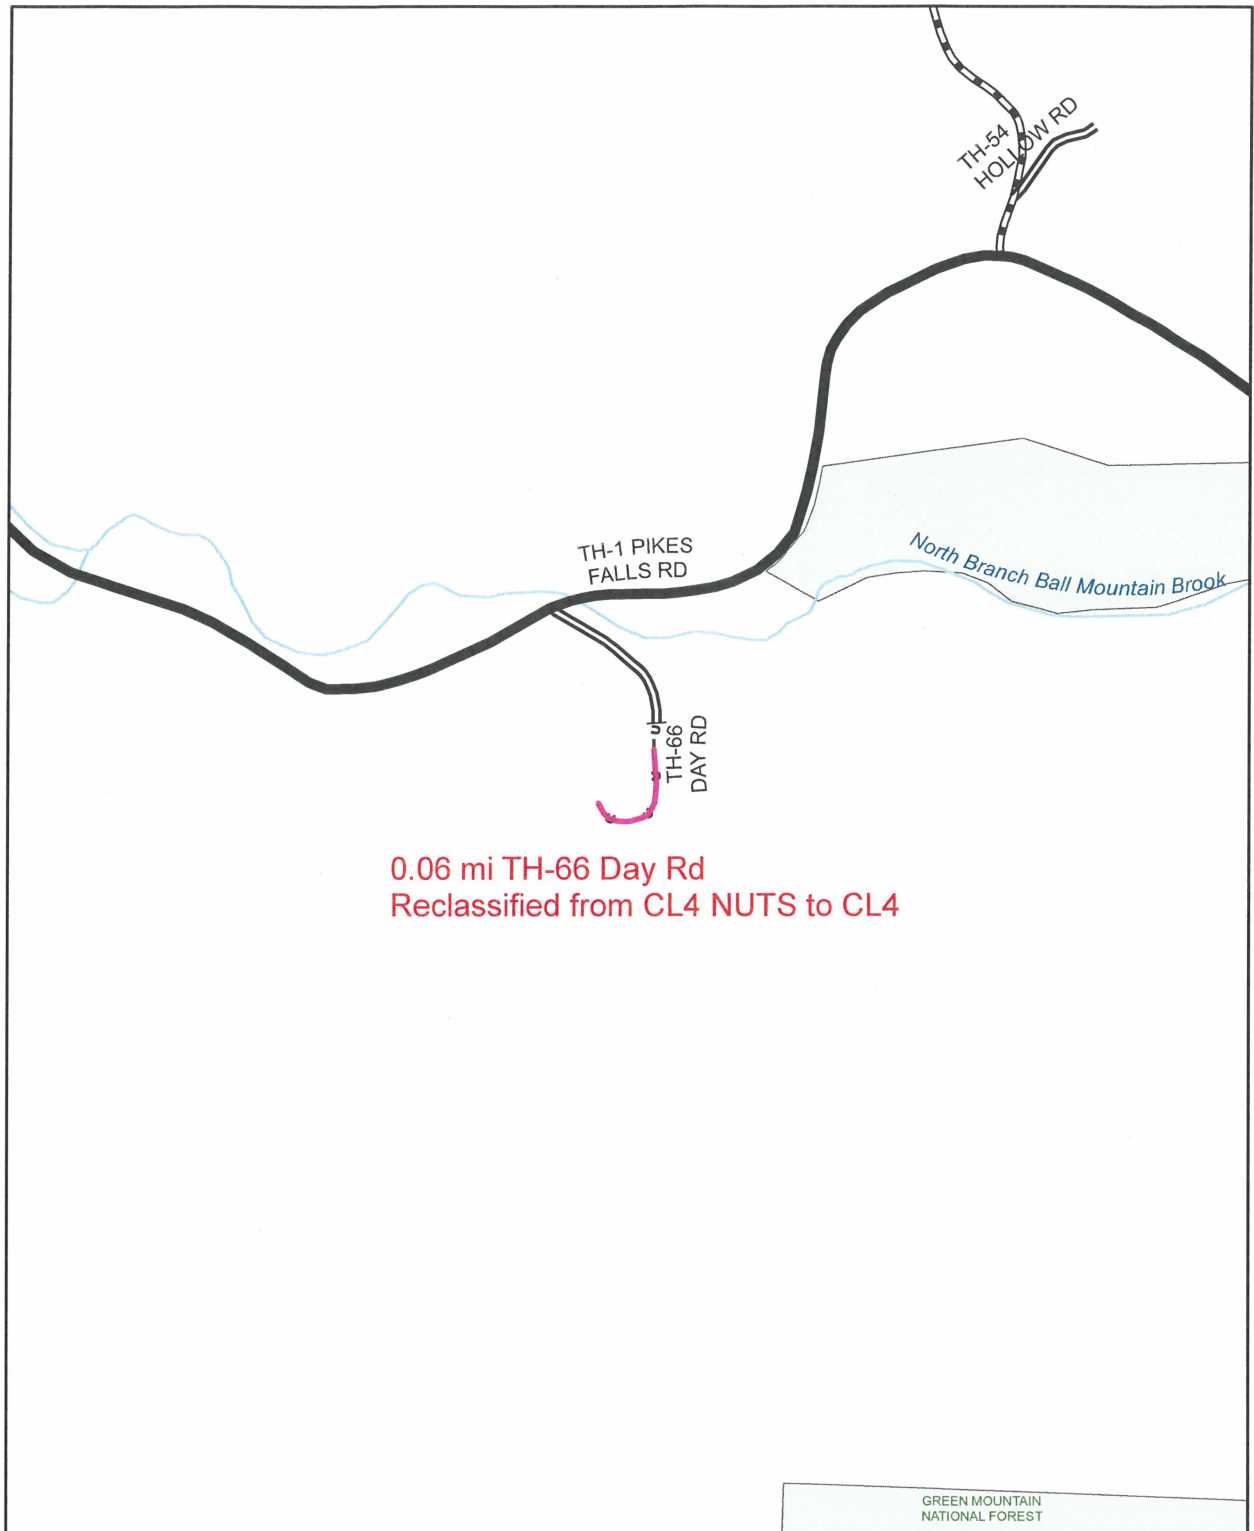 TH-54
HOLLOW RD
TH-1 PIKES
FALLS RD
North Branch Ball Mountain Brook
TH-66
DAY RD
0.06 mi TH-66 Day Rd
Reclassified from CL4 NUTS to CL4
GREEN MOUNTAIN
NATIONAL FOREST